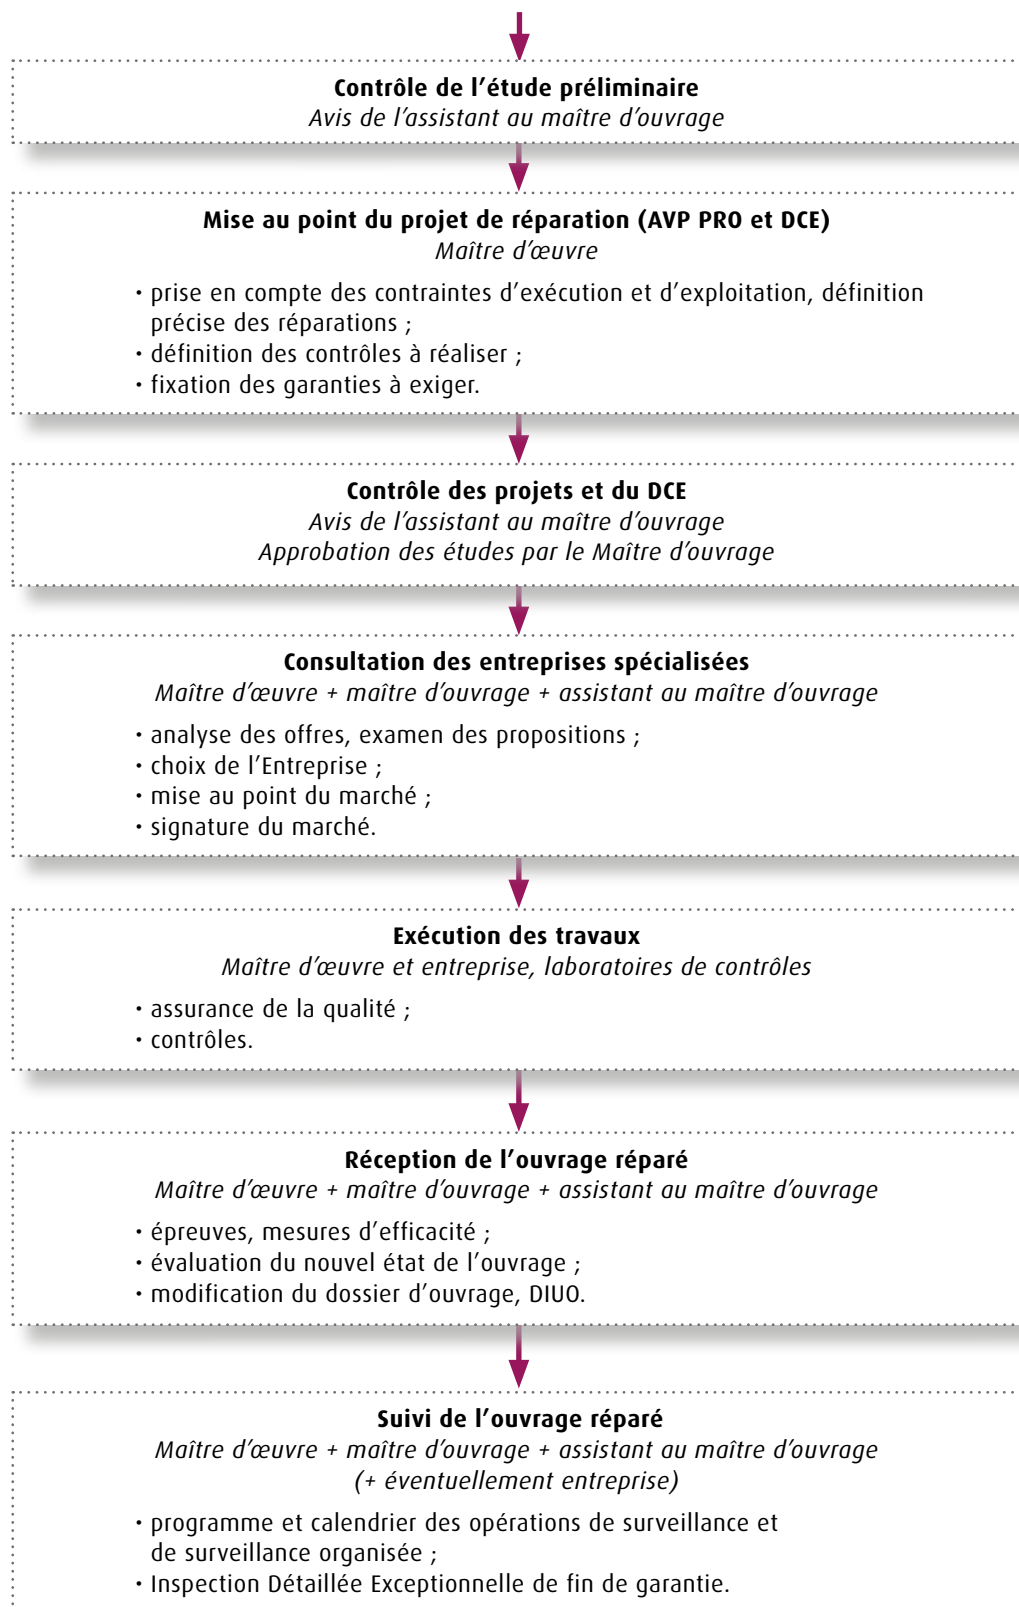 Contrôle de l’étude préliminaire
Avis de l’assistant au maître d’ouvrage
Mise au point du projet de réparation (AVP PRO et DCE)
Maître d’œuvre
• prise en compte des contraintes d’exécution et d’exploitation, définition
précise des réparations ;
• définition des contrôles à réaliser ;
• fixation des garanties à exiger.
Contrôle des projets et du DCE
Avis de l’assistant au maître d’ouvrage
Approbation des études par le Maître d’ouvrage
Consultation des entreprises spécialisées
Maître d’œuvre + maître d’ouvrage + assistant au maître d’ouvrage
• analyse des offres, examen des propositions ;
• choix de l’Entreprise ;
• mise au point du marché ;
• signature du marché.
Exécution des travaux
Maître d’œuvre et entreprise, laboratoires de contrôles
• assurance de la qualité ;
• contrôles.
Réception de l’ouvrage réparé
Maître d’œuvre + maître d’ouvrage + assistant au maître d’ouvrage
• épreuves, mesures d’efficacité ;
• évaluation du nouvel état de l’ouvrage ;
• modification du dossier d’ouvrage, DIUO.
Suivi de l’ouvrage réparé
Maître d’œuvre + maître d’ouvrage + assistant au maître d’ouvrage
(+ éventuellement entreprise)
• programme et calendrier des opérations de surveillance et
de surveillance organisée ;
• Inspection Détaillée Exceptionnelle de fin de garantie.